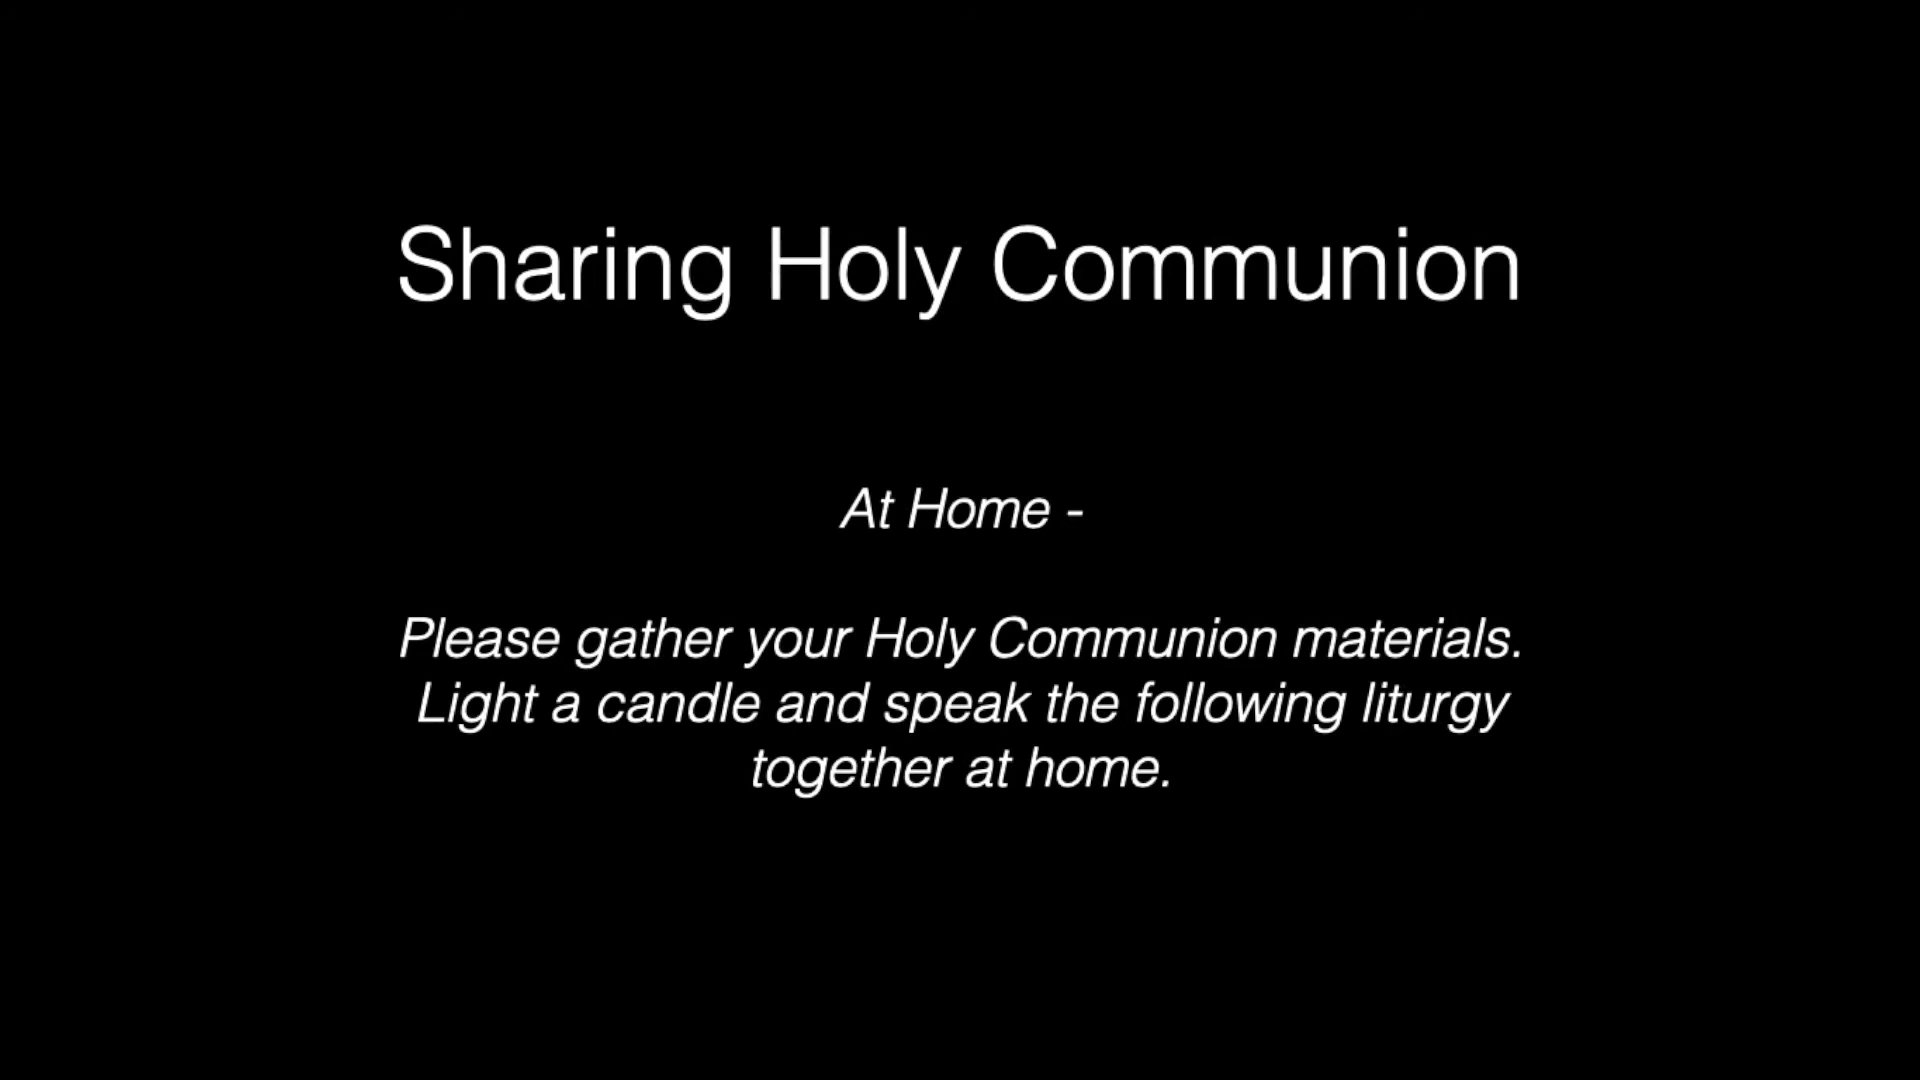 Sharing Holy Communion
At Home -
Please gather your Holy Communion materials.
Light a candle and speak the following liturgy
together at home.